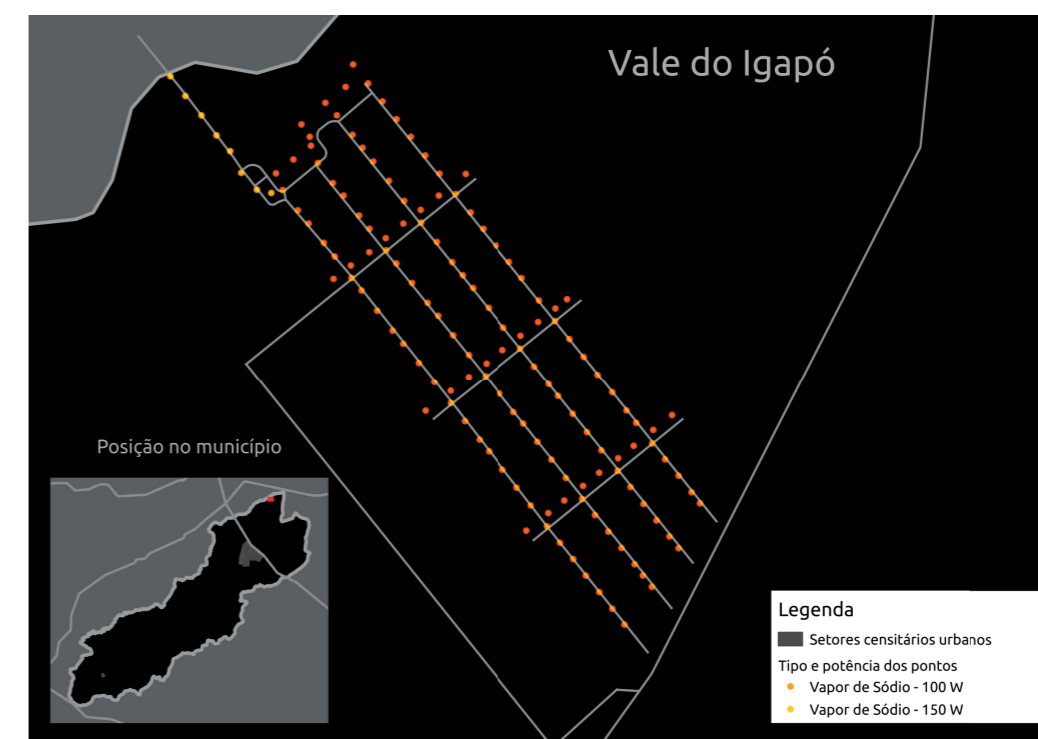 Vale do Igapó
Posição no município
Legenda
Setores censitários urbanos
Tipo e potência dos pontos
Vapor de Sódio - 100 W
Vapor de Sódio - 150 W